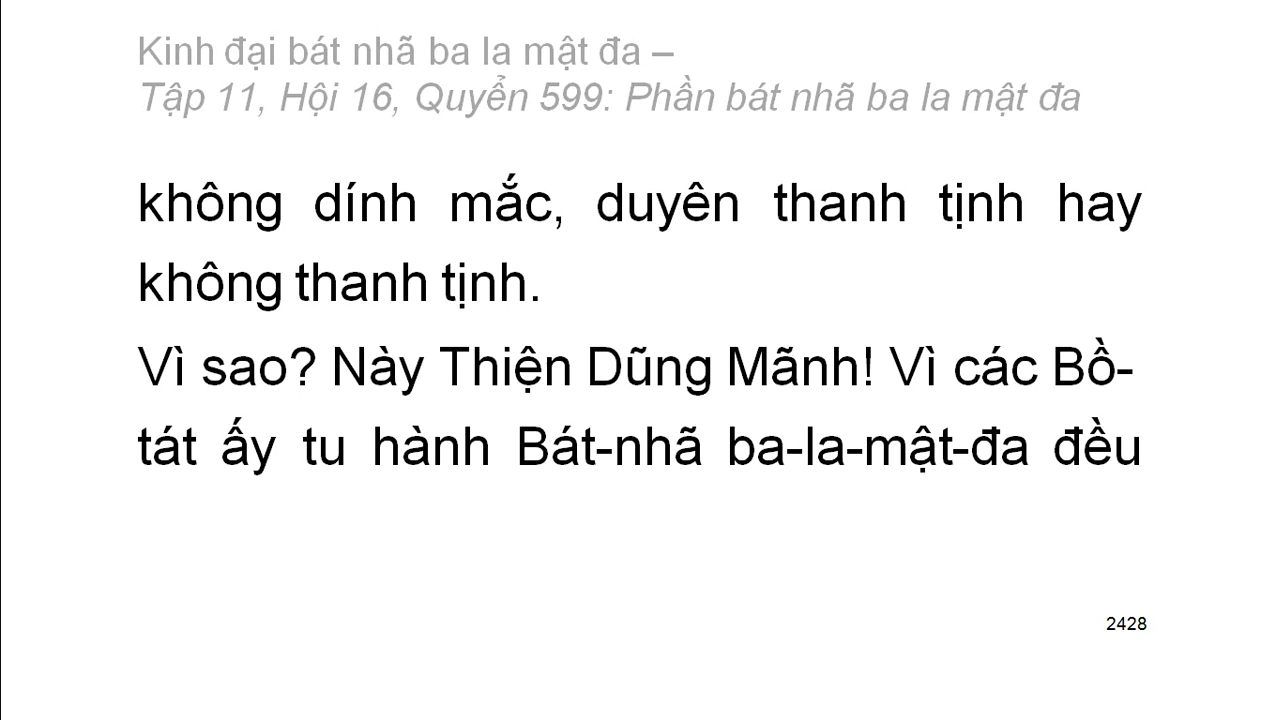 Kinh đại bát nhã ba la mật đa –
Tập 11, Hội 16, Quyển 599: Phần bát nhã ba la mật đa
không dính mắc, duyên thanh tịnh hay
không thanh tịnh.
Vì sao? Này Thiện Dũng Mãnh! Vì các Bồ-
tát ấy tu hành Bát-nhã ba-la-mật-đa đều
2428